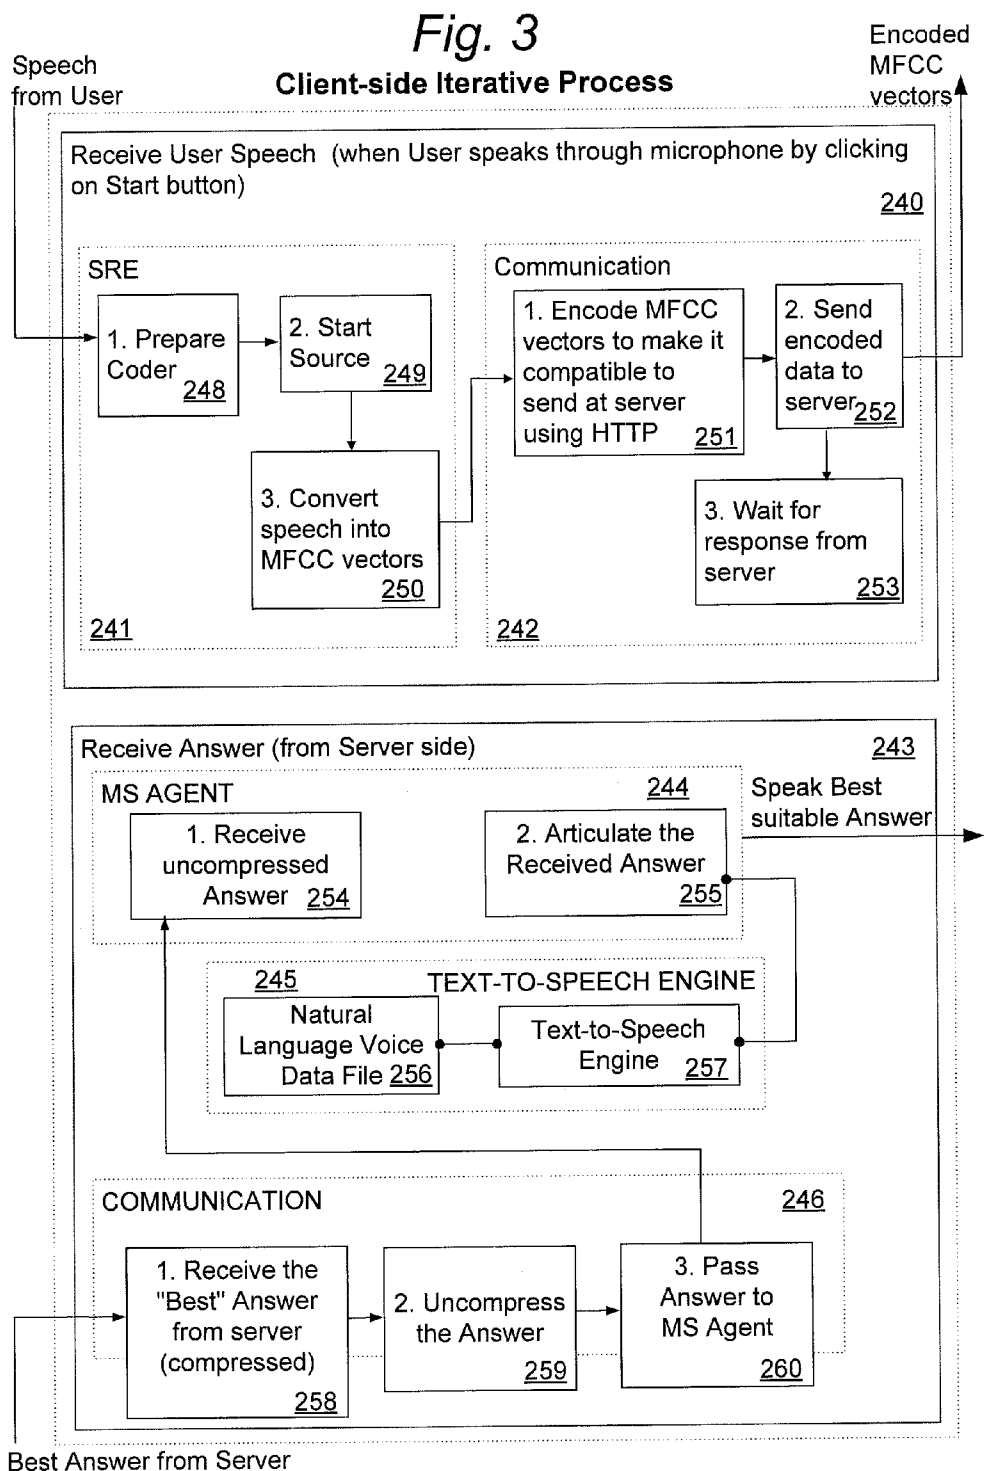 Fig. 3
Client-side Iterative Process
Speech
from User
Encoded
MFCC
vectors
Receive User Speech (when User speaks through microphone by clicking
on Start button)
240
SRE
1. Prepare
Coder
248
2. Start
Source
249
3. Convert
speech into
MFCC vectors
250
241
Communication
1. Encode MFCC
vectors to make it
compatible to
send at server
using HTTP
251
2. Send
encoded
data to
server
252
3. Wait for
response from
server
253
242
Receive Answer (from Server side)
243
MS AGENT
244
1. Receive
uncompressed
Answer
254
2. Articulate the
Received Answer
255
Speak Best
suitable Answer
245
TEXT-TO-SPEECH ENGINE
Natural
Language Voice
Data File 256
Text-to-Speech
Engine
257
COMMUNICATION
246
1. Receive the
"Best" Answer
from server
(compressed)
258
2. Uncompress
the Answer
259
3. Pass
Answer to
MS Agent
260
Best Answer from Server